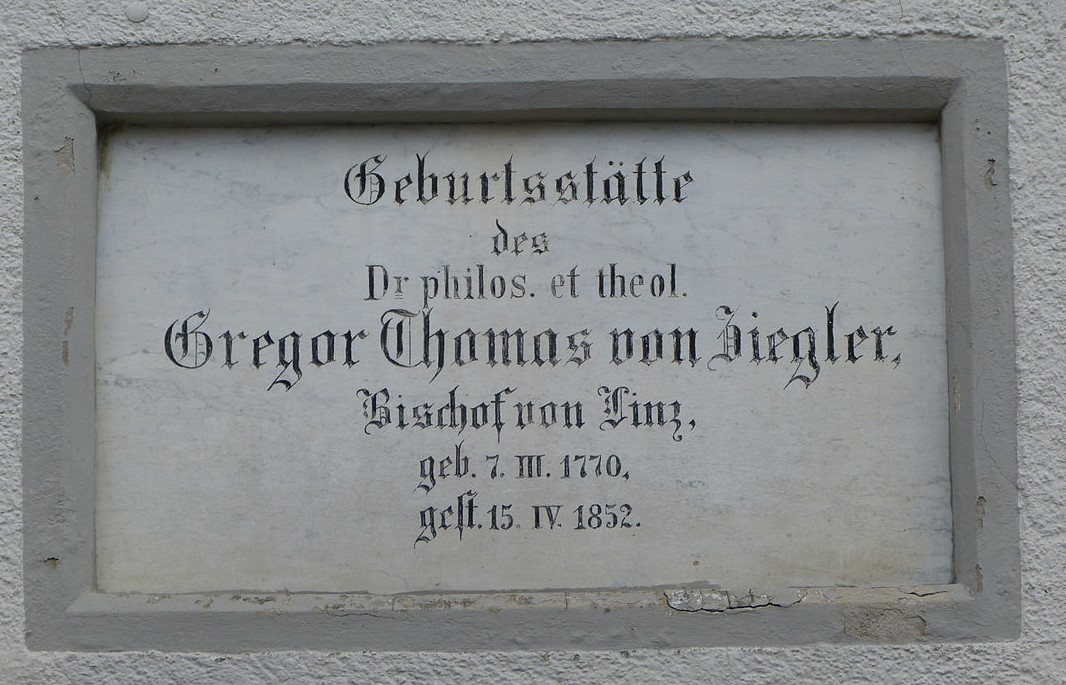 Geburtsstätte
des
Dr philos. et theol.
Gregor Thomas von Ziegler,
Bischof von Linz,
geb. 7. III. 1770,
gest. 15. IV. 1852.